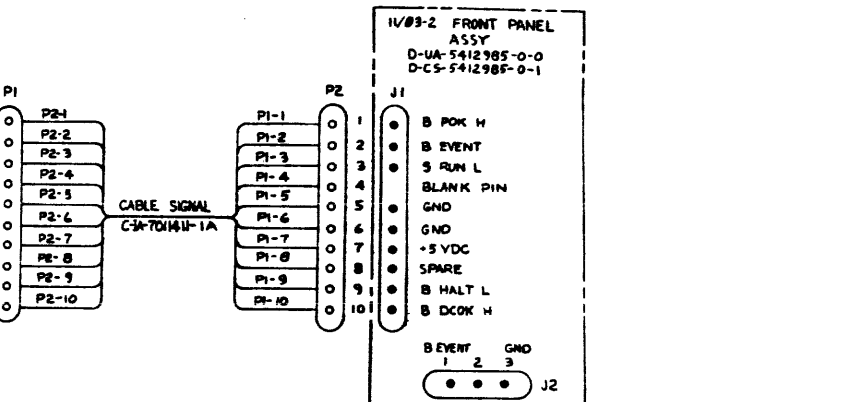 11/03-2 FRONT PANEL
ASSY
D-UA-5412985-0-0
D-CS-5412985-0-1
P1
P2
J1
P2-1
P2-2
P2-3
P2-4
P2-5
P2-6
P2-7
P2-8
P2-9
P2-10
CABLE SIGNAL
C-IA-7011411-1A
P1-1
P1-2
P1-3
P1-4
P1-5
P1-6
P1-7
P1-8
P1-9
P1-10
1 B POK H
2 B EVENT
3 S RUN L
4 BLANK PIN
5 GND
6 GND
7 +5 VDC
8 SPARE
9 B HALT L
10 B DCOK H
B EVENT GND
1 2 3
J2